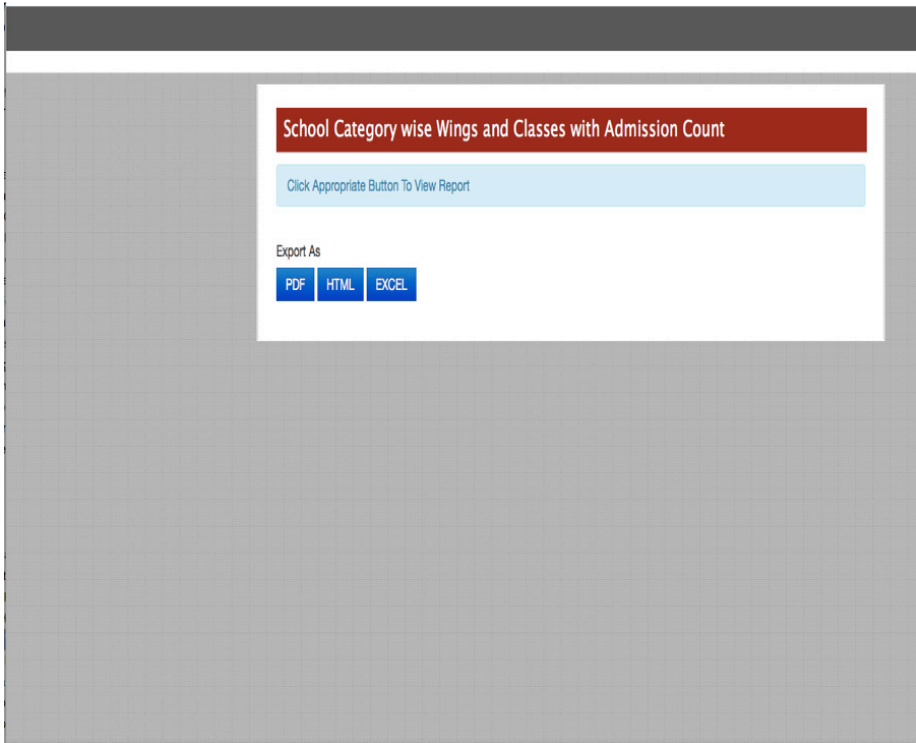 School Category wise Wings and Classes with Admission Count
Click Appropriate Button To View Report
Export As
PDF HTML EXCEL